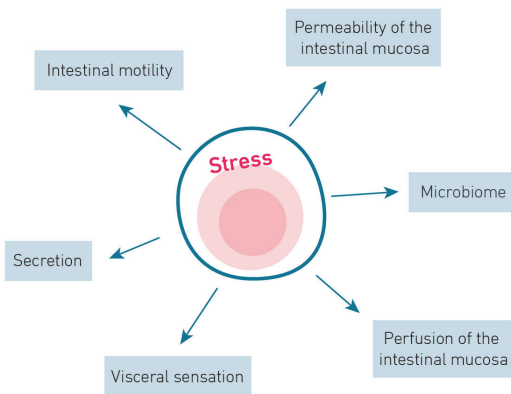 Permeability of the
intestinal mucosa
Intestinal motility
Stress
Microbiome
Secretion
Perfusion of the
intestinal mucosa
Visceral sensation